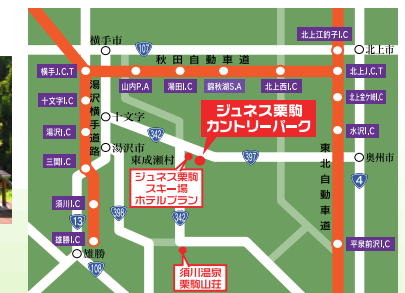 北上江釣子I.C
横手市
107
北上市
秋田自動車道
横手J.C.T
山内P.A
湯田I.C
錦秋湖S.A
北上西I.C
北上J.C.T
湯沢横手道路
十文字I.C
十文字
ジュネス栗駒
カントリーパーク
北上金ケ崎I.C
342
湯沢I.C
湯沢市
東成瀬村
水沢I.C
397
奥州市
三関I.C
ジュネス栗駒
スキー場
ホテルブラン
東北自動車道
4
須川I.C
13
398
342
雄勝I.C
雄勝
108
須川温泉
栗駒山荘
平泉前沢I.C